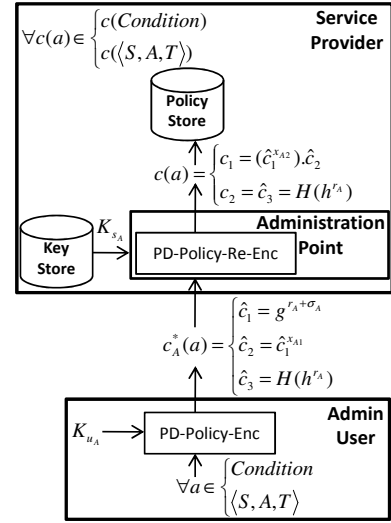 Service
Provider
∀c(a) ∈ { c(Condition)
c(⟨S, A, T⟩)
Policy
Store
c(a) = { c₁ = (ĉ₁^{x_{A2}}).ĉ₂
c₂ = ĉ₃ = H(h^{r_A})
Key
Store
K_{s_A}
Administration
Point
PD-Policy-Re-Enc
c*_A(a) = { ĉ₁ = g^{r_A+σ_A}
ĉ₂ = ĉ₁^{x_{A1}}
ĉ₃ = H(h^{r_A})
Admin
User
K_{u_A}
PD-Policy-Enc
∀a ∈ { Condition
⟨S, A, T⟩